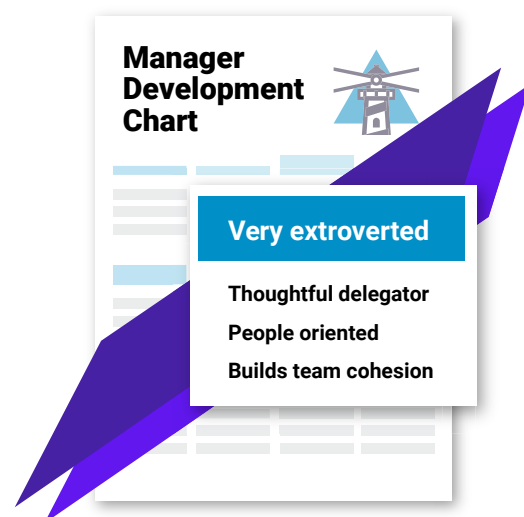 Manager
Development
Chart
Very extroverted
Thoughtful delegator
People oriented
Builds team cohesion